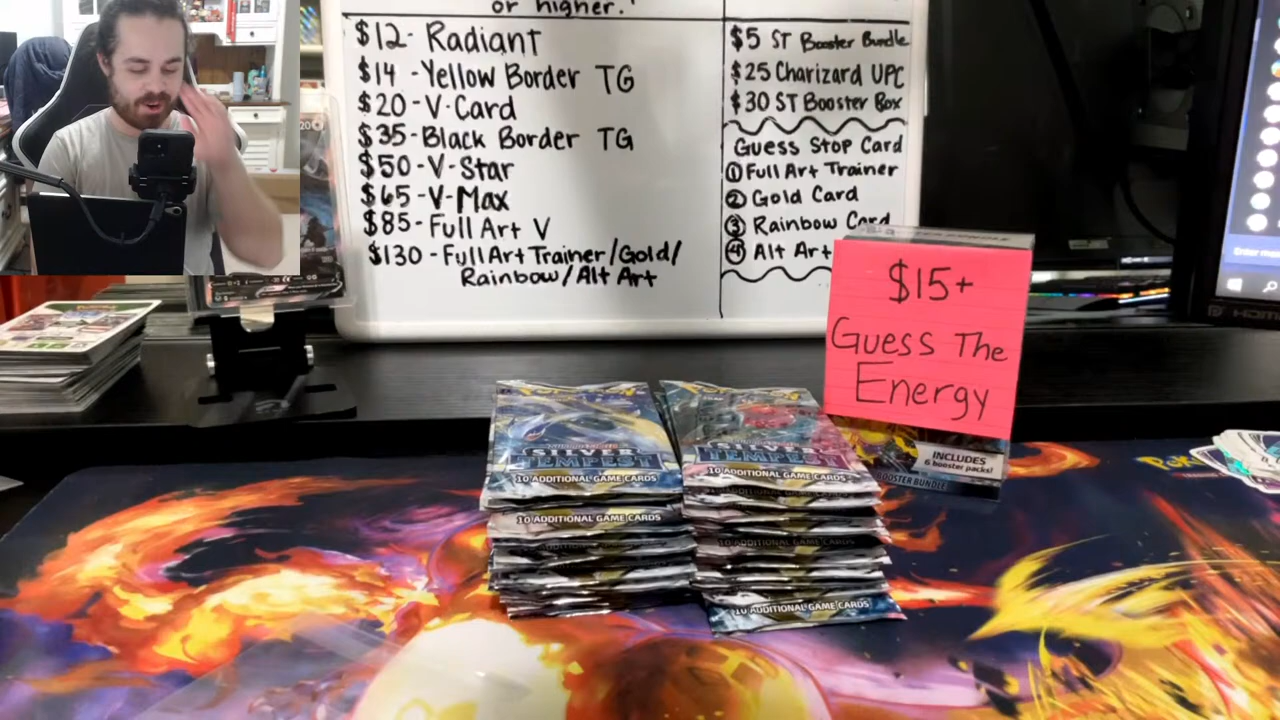 or higher."
$12- Radiant
$14 -Yellow Border TG
$20-V-Card
$35-Black Border TG
$50-V-Star
$65-V-Max
$85-Full Art V
$130 -Full Art Trainer/Gold/
Rainbow/Alt Art
$5 ST Booster Bundle
$25 Charizard UPC
$30 ST Booster Box
Guess Stop Card
① Full Art Trainer
② Gold Card
③ Rainbow Card
④ Alt Art
$15+
Guess The
Energy
INCLUDES
6 booster packs!
BOOSTER BUNDLE
SILVER
TEMPEST
10 ADDITIONAL GAME CARDS
10 ADDITIONAL GAME CARDS
SILVER
TEMPEST
10 ADDITIONAL GAME CARDS
10 ADDITIONAL GAME CARDS
HDMI